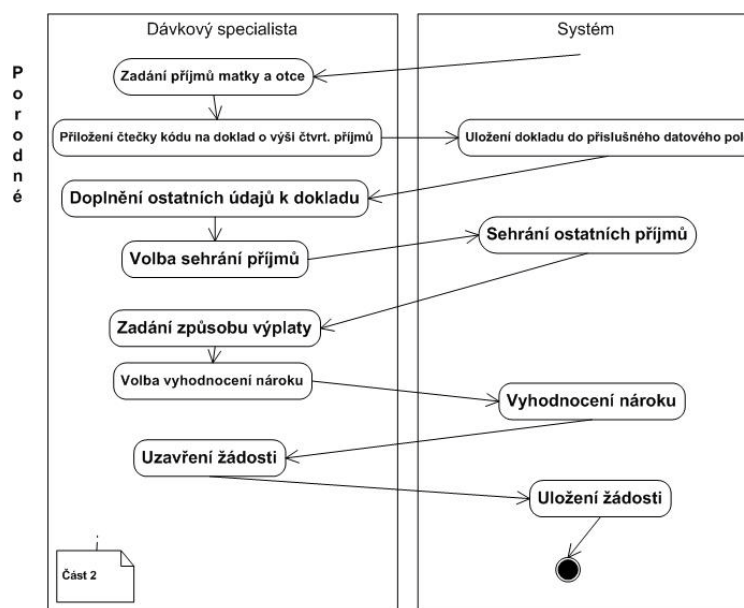 Dávkový specialista
Systém
Porodné
Zadání příjmů matky a otce
Přiložení čtečky kódu na doklad o výši čtvrt. příjmů
Uložení dokladu do příslušného datového pol
Doplnění ostatních údajů k dokladu
Sehrání ostatních příjmů
Volba sehrání příjmů
Zadání způsobu výplaty
Volba vyhodnocení nároku
Vyhodnocení nároku
Uzavření žádosti
Uložení žádosti
Část 2